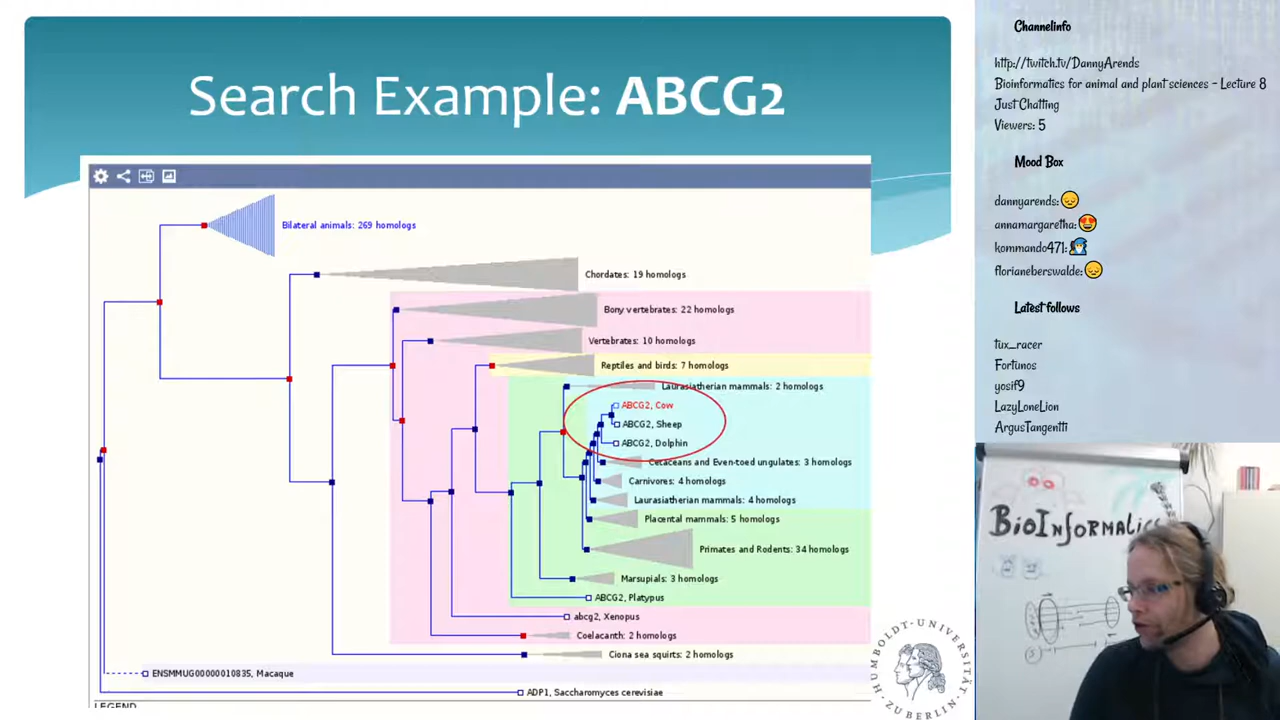 Search Example: ABCG2
Bilateral animals: 269 homologs
Chordates: 19 homologs
Bony vertebrates: 22 homologs
Vertebrates: 10 homologs
Reptiles and birds: 7 homologs
Laurasiatherian mammals: 2 homologs
ABCG2, Cow
ABCG2, Sheep
ABCG2, Dolphin
Cetaceans and Even-toed ungulates: 3 homologs
Carnivores: 4 homologs
Laurasiatherian mammals: 4 homologs
Placental mammals: 5 homologs
Primates and Rodents: 34 homologs
Marsupials: 3 homologs
ABCG2, Platypus
abcg2, Xenopus
Coelacanth: 2 homologs
Ciona sea squirts: 2 homologs
ENSMMUG00000010835, Macaque
ADP1, Saccharomyces cerevisiae
LEGEND
HUMBOLDT-UNIVERSITÄT
ZU BERLIN
Channelinfo
http://twitch.tv/DannyArends
Bioinformatics for animal and plant sciences - Lecture 8
Just Chatting
Viewers: 5
Mood Box
dannyarends:
annamargaretha:
kommando471:
florianeberswalde:
Latest follows
tux_racer
Fortunos
yosif9
LazyLoneLion
ArgusTangentti
BioInformatics